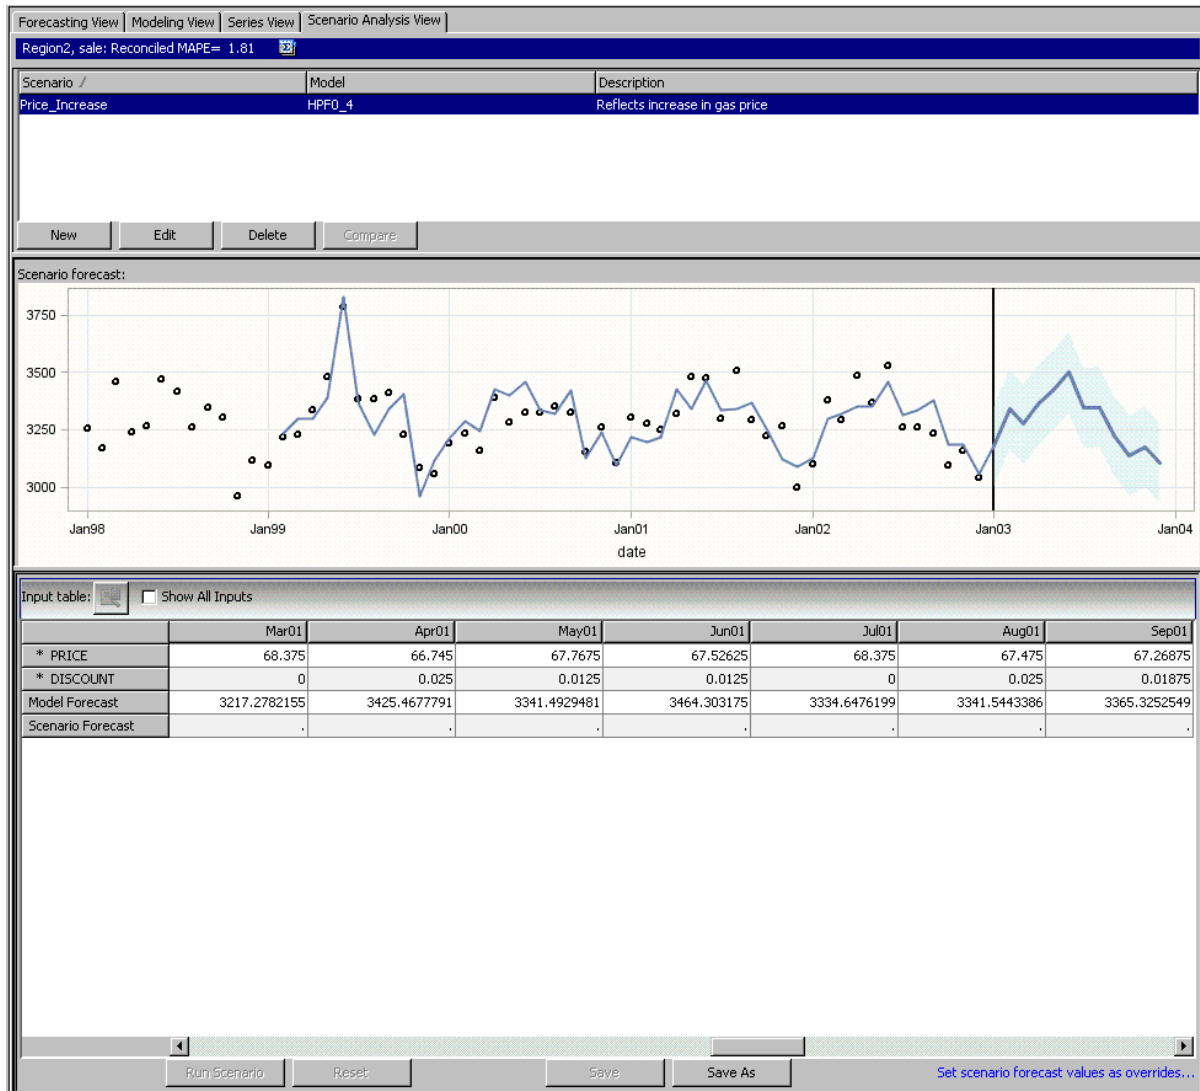 Forecasting View Modeling View Series View Scenario Analysis View
Region2, sale: Reconciled MAPE= 1.81
Scenario / Model Description
Price_Increase HPF0_4 Reflects increase in gas price
New Edit Delete Compare
Scenario forecast:
3750
3500
3250
3000
Jan98 Jan99 Jan00 Jan01 Jan02 Jan03 Jan04
date
Input table: Show All Inputs
Mar01 Apr01 May01 Jun01 Jul01 Aug01 Sep01
* PRICE 68.375 66.745 67.7675 67.52625 68.375 67.475 67.26875
* DISCOUNT 0 0.025 0.0125 0.0125 0 0.025 0.01875
Model Forecast 3217.2782155 3425.4677791 3341.4929481 3464.303175 3334.6476199 3341.5443386 3365.3252549
Scenario Forecast . . . . . . .
Run Scenario Reset Save Save As Set scenario forecast values as overrides...